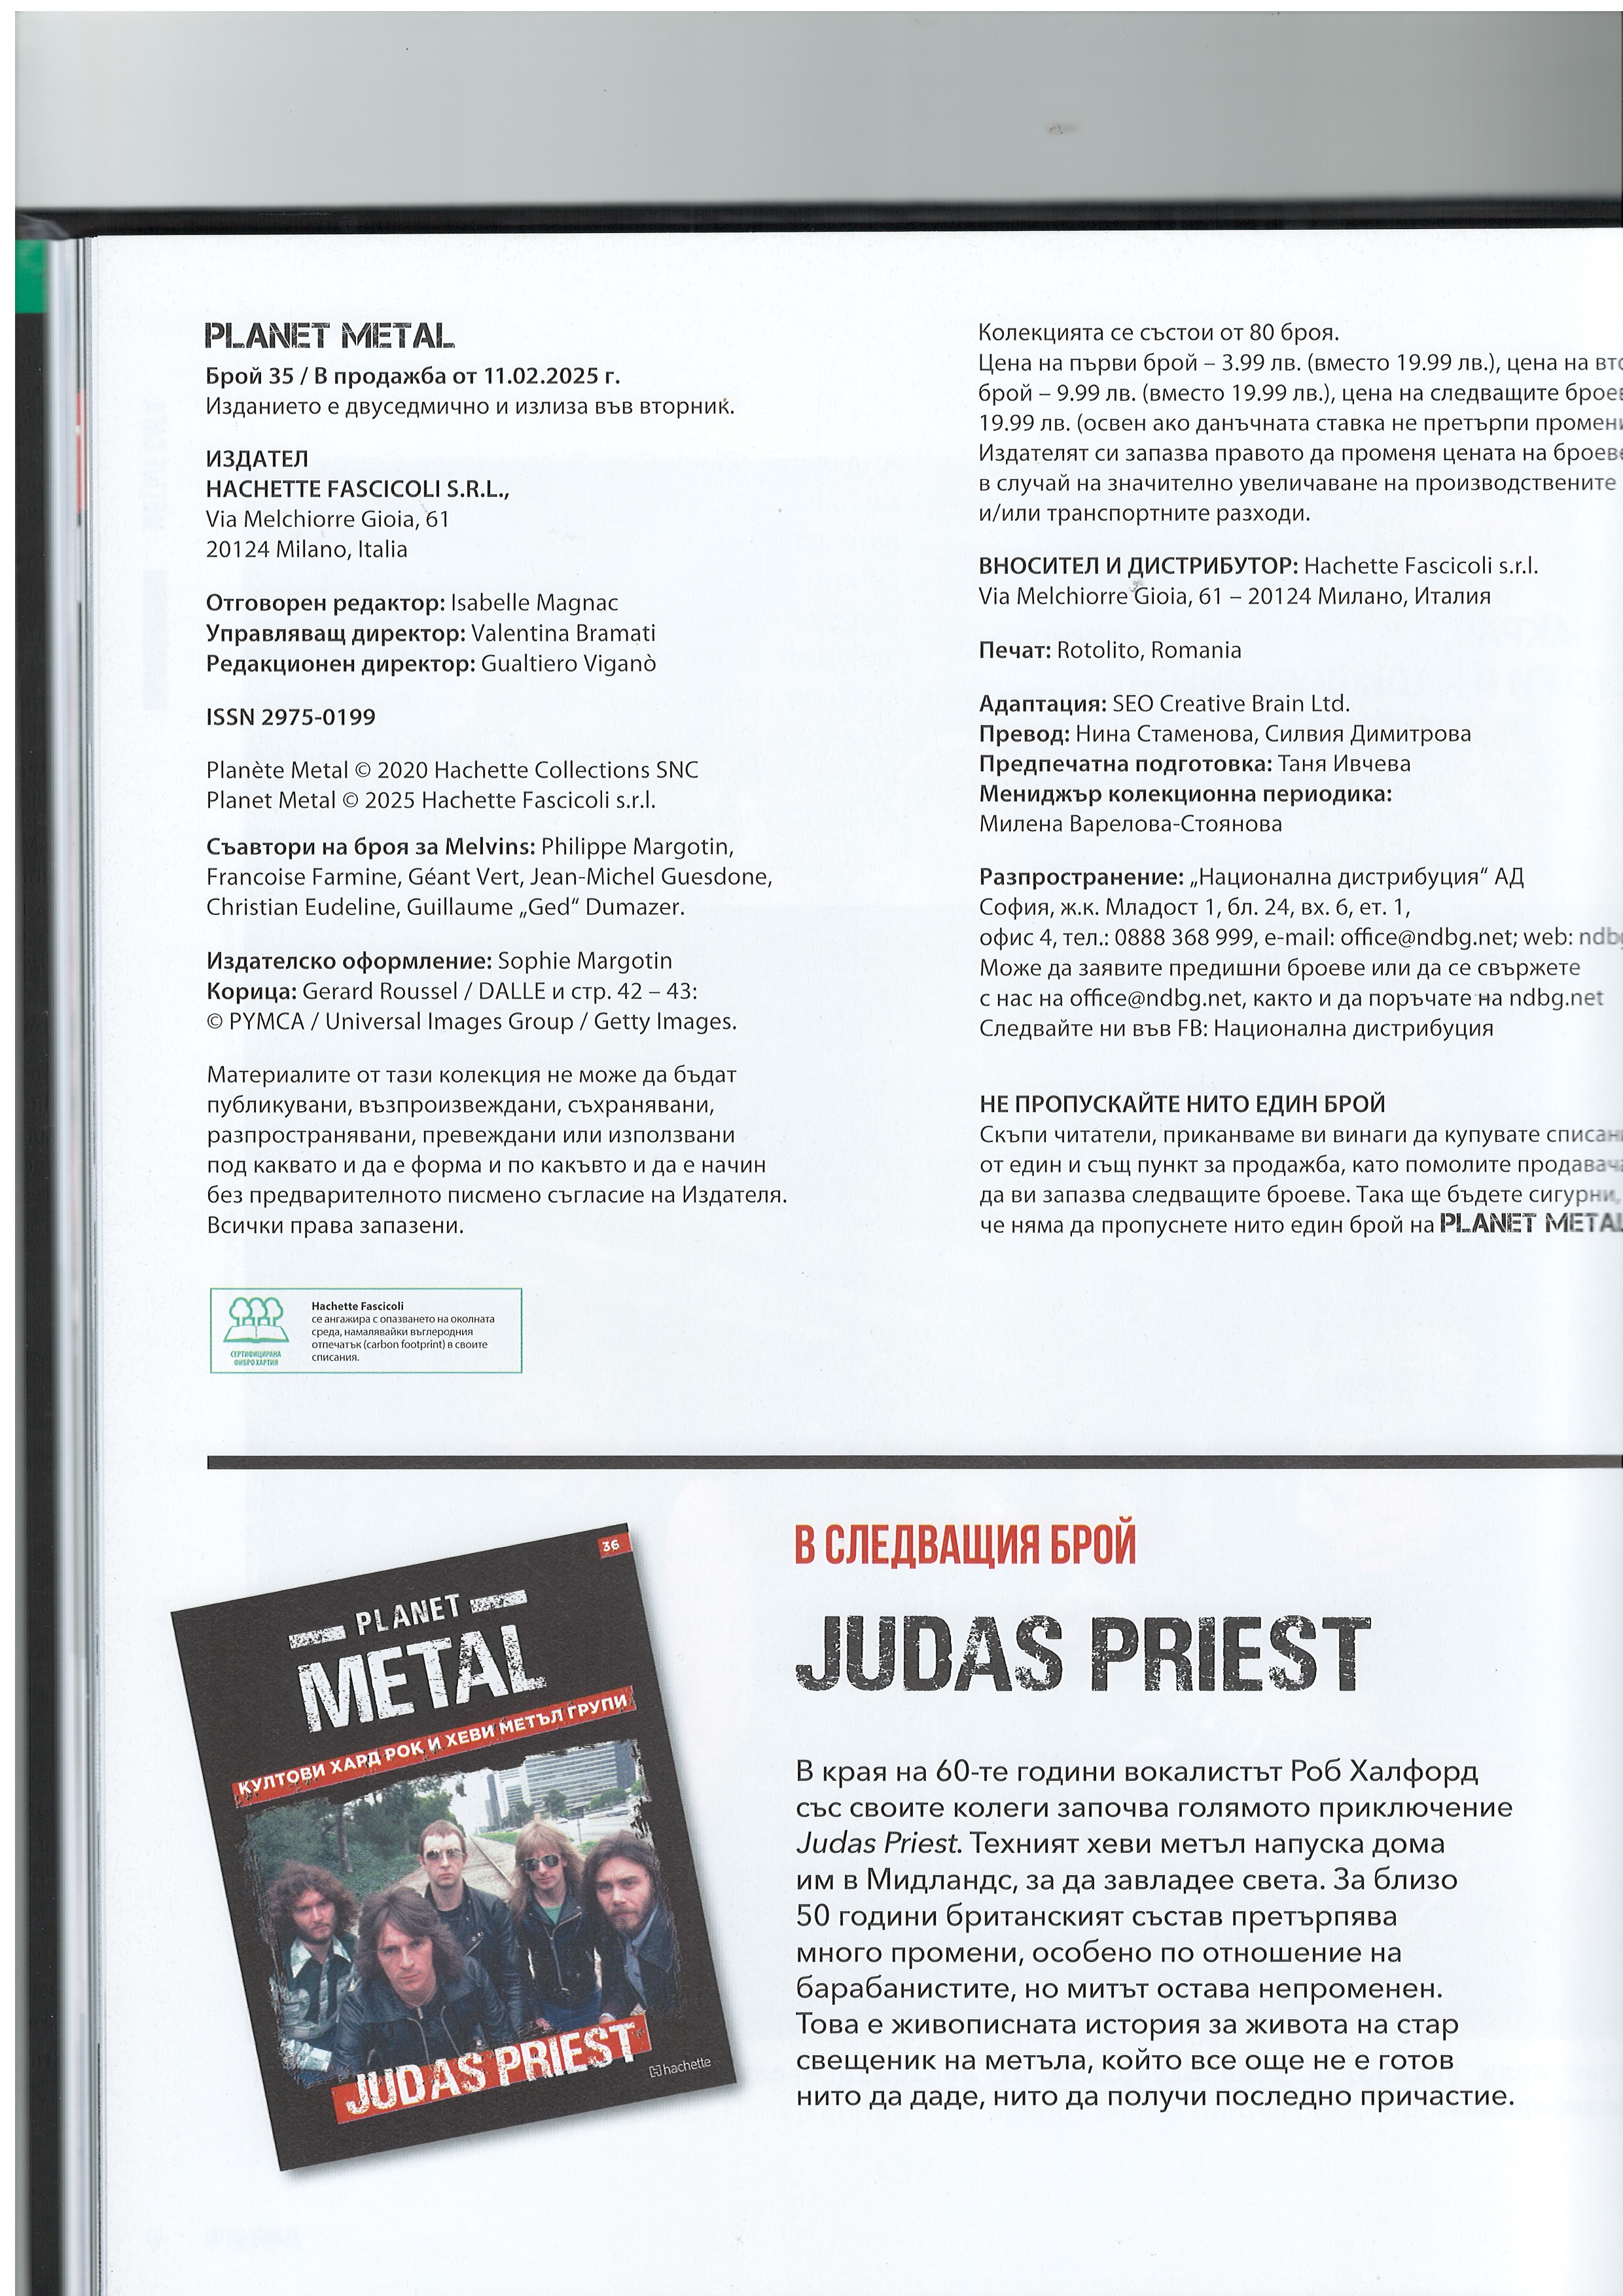 PLANET METAL
Брой 35 / В продажба от 11.02.2025 г.
Изданието е двуседмично и излиза във вторник.
ИЗДАТЕЛ
HACHETTE FASCICOLI S.R.L.,
Via Melchiorre Gioia, 61
20124 Milano, Italia
Отговорен редактор: Isabelle Magnac
Управляващ директор: Valentina Bramati
Редакционен директор: Gualtiero Viganò
ISSN 2975-0199
Planète Metal © 2020 Hachette Collections SNC
Planet Metal © 2025 Hachette Fascicoli s.r.l.
Съавтори на броя за Melvins: Philippe Margotin,
Francoise Farmine, Géant Vert, Jean-Michel Guesdone,
Christian Eudeline, Guillaume „Ged“ Dumazer.
Издателско оформление: Sophie Margotin
Корица: Gerard Roussel / DALLE и стр. 42 – 43:
© PYMCA / Universal Images Group / Getty Images.
Материалите от тази колекция не може да бъдат
публикувани, възпроизвеждани, съхранявани,
разпространявани, превеждани или използвани
под каквато и да е форма и по какъвто и да е начин
без предварителното писмено съгласие на Издателя.
Всички права запазени.
СЕРТИФИЦИРАНА
ФИБРО ХАРТИЯ
Hachette Fascicoli
се ангажира с опазването на околната
среда, намалявайки въглеродния
отпечатък (carbon footprint) в своите
списания.
Колекцията се състои от 80 броя.
Цена на първи брой – 3.99 лв. (вместо 19.99 лв.), цена на
брой – 9.99 лв. (вместо 19.99 лв.), цена на следващите
19.99 лв. (освен ако данъчната ставка не претърпи
Издателят си запазва правото да променя цената на
в случай на значително увеличаване на производствените
и/или транспортните разходи.
ВНОСИТЕЛ И ДИСТРИБУТОР: Hachette Fascicoli s.r.l.
Via Melchiorre Gioia, 61 – 20124 Милано, Италия
Печат: Rotolito, Romania
Адаптация: SEO Creative Brain Ltd.
Превод: Нина Стаменова, Силвия Димитрова
Предпечатна подготовка: Таня Ивчева
Мениджър колекционна периодика:
Милена Варелова-Стоянова
Разпространение: „Национална дистрибуция“ АД
София, ж.к. Младост 1, бл. 24, вх. 6, ет. 1,
офис 4, тел.: 0888 368 999, e-mail: office@ndbg.net; web:
Може да заявите предишни броеве или да се свържете
с нас на office@ndbg.net, както и да поръчате на ndbg.net
Следвайте ни във FB: Национална дистрибуция
НЕ ПРОПУСКАЙТЕ НИТО ЕДИН БРОЙ
Скъпи читатели, приканваме ви винаги да купувате
от един и същ пункт за продажба, като помолите
да ви запазва следващите броеве. Така ще бъдете сигурни,
че няма да пропуснете нито един брой на PLANET METAL
36
PLANET
METAL
КУЛТОВИ ХАРД РОК И ХЕВИ МЕТЪЛ ГРУПИ
JUDAS PRIEST
hachette
В СЛЕДВАЩИЯ БРОЙ
JUDAS PRIEST
В края на 60-те години вокалистът Роб Халфорд
със своите колеги започва голямото приключение
Judas Priest. Техният хеви метъл напуска дома
им в Мидландс, за да завладее света. За близо
50 години британският състав претърпява
много промени, особено по отношение на
барабанистите, но митът остава непроменен.
Това е живописната история за живота на стар
свещеник на метъла, който все още не е готов
нито да даде, нито да получи последно причастие.